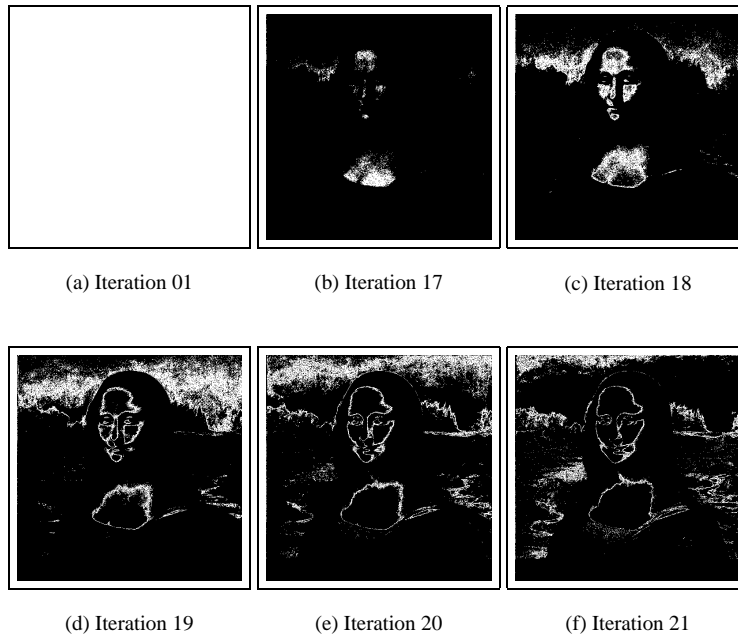 (a) Iteration 01
(b) Iteration 17
(c) Iteration 18
(d) Iteration 19
(e) Iteration 20
(f) Iteration 21